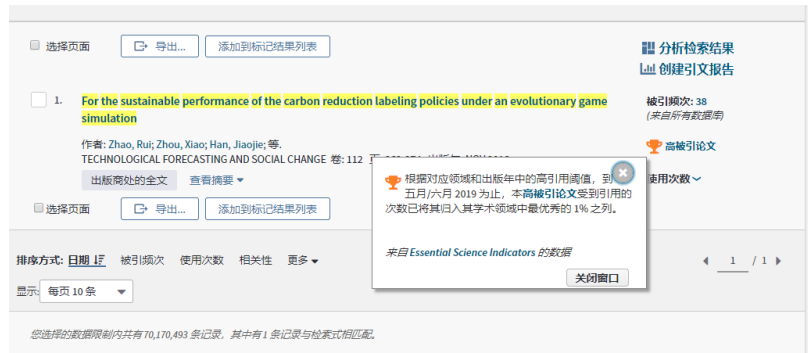 选择页面 导出... 添加到标记结果列表
分析检索结果
创建引文报告
1. For the sustainable performance of the carbon reduction labeling policies under an evolutionary game
simulation
作者: Zhao, Rui; Zhou, Xiao; Han, Jiaojie; 等.
TECHNOLOGICAL FORECASTING AND SOCIAL CHANGE 卷: 112
出版商处的全文 查看摘要
被引频次: 38
(来自所有数据库)
高被引论文
使用次数
根据对应领域和出版年中的高引用阈值，到
五月/六月 2019 为止，本高被引论文受到引用的
次数已将其归入其学术领域中最优秀的 1% 之列。
来自 Essential Science Indicators 的数据
关闭窗口
选择页面 导出... 添加到标记结果列表
排序方式: 日期 被引频次 使用次数 相关性 更多
1 / 1
显示: 每页 10 条
您选择的数据限制内共有 70,170,493 条记录，其中有 1 条记录与检索式相匹配。